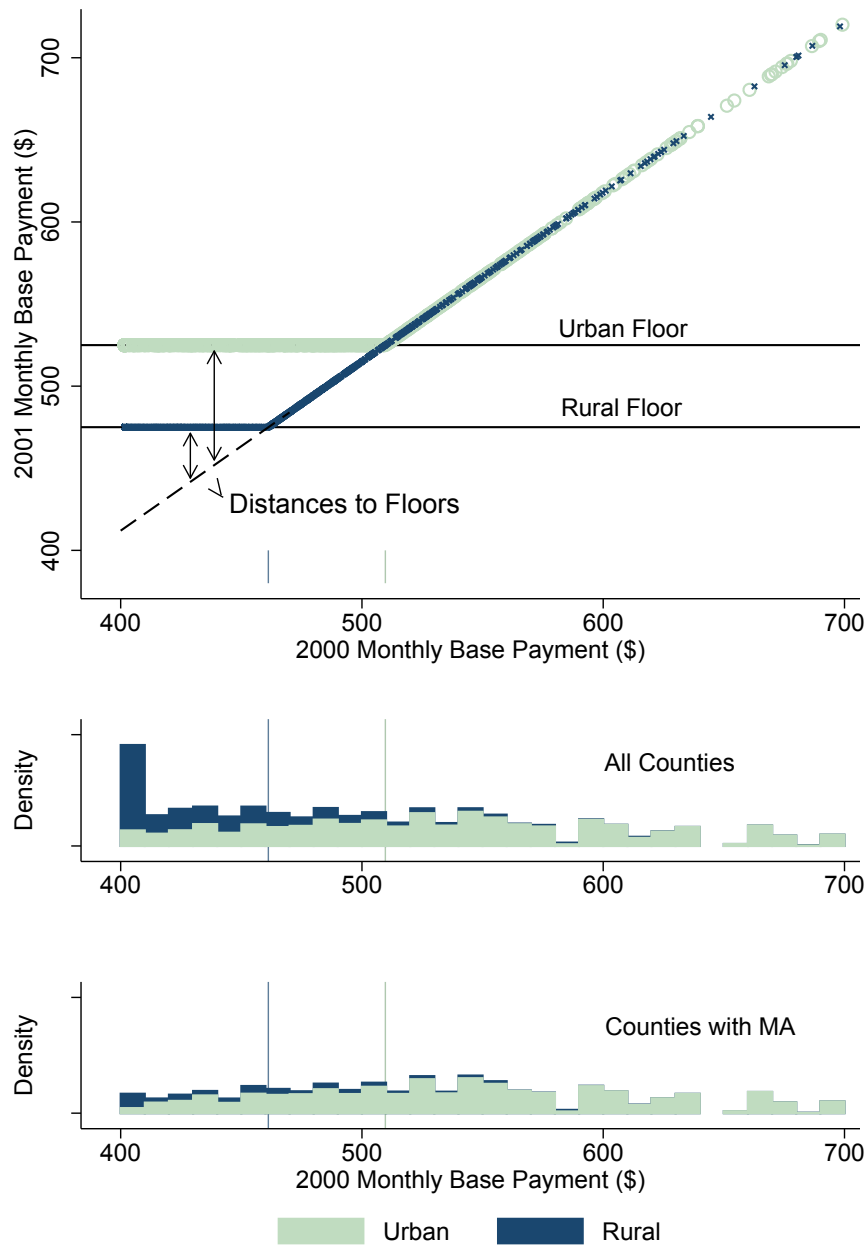 2001 Monthly Base Payment ($)
700
600
500
400
Urban Floor
Rural Floor
Distances to Floors
400 500 600 700
2000 Monthly Base Payment ($)
Density
All Counties
400 500 600 700
Density
Counties with MA
400 500 600 700
2000 Monthly Base Payment ($)
Urban Rural